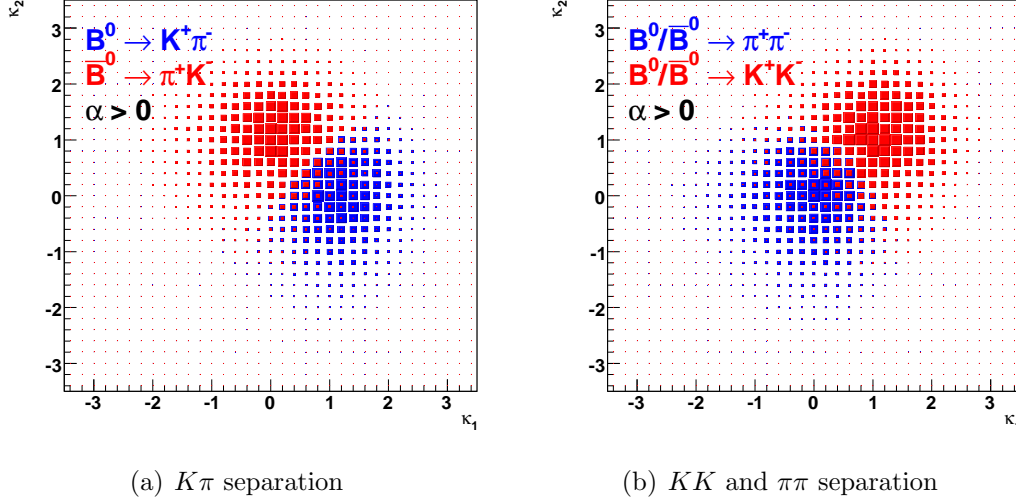 κ₂
B⁰ → K⁺π⁻
B̅⁰ → π⁺K⁻
α > 0
3
2
1
0
-1
-2
-3
-3 -2 -1 0 1 2 3
κ₁
(a) Kπ separation
κ₂
B⁰/B̅⁰ → π⁺π⁻
B⁰/B̅⁰ → K⁺K⁻
α > 0
3
2
1
0
-1
-2
-3
-3 -2 -1 0 1 2 3
κ
(b) KK and ππ separation